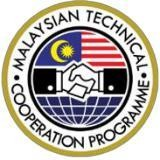 • MALAYSIAN TECHNICAL •
COOPERATION PROGRAMME